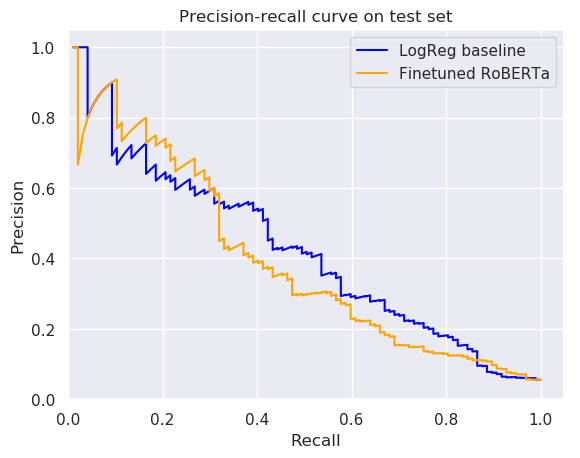 Precision-recall curve on test set
LogReg baseline
Finetuned RoBERTa
Precision
1.0
0.8
0.6
0.4
0.2
0.0
0.0 0.2 0.4 0.6 0.8 1.0
Recall